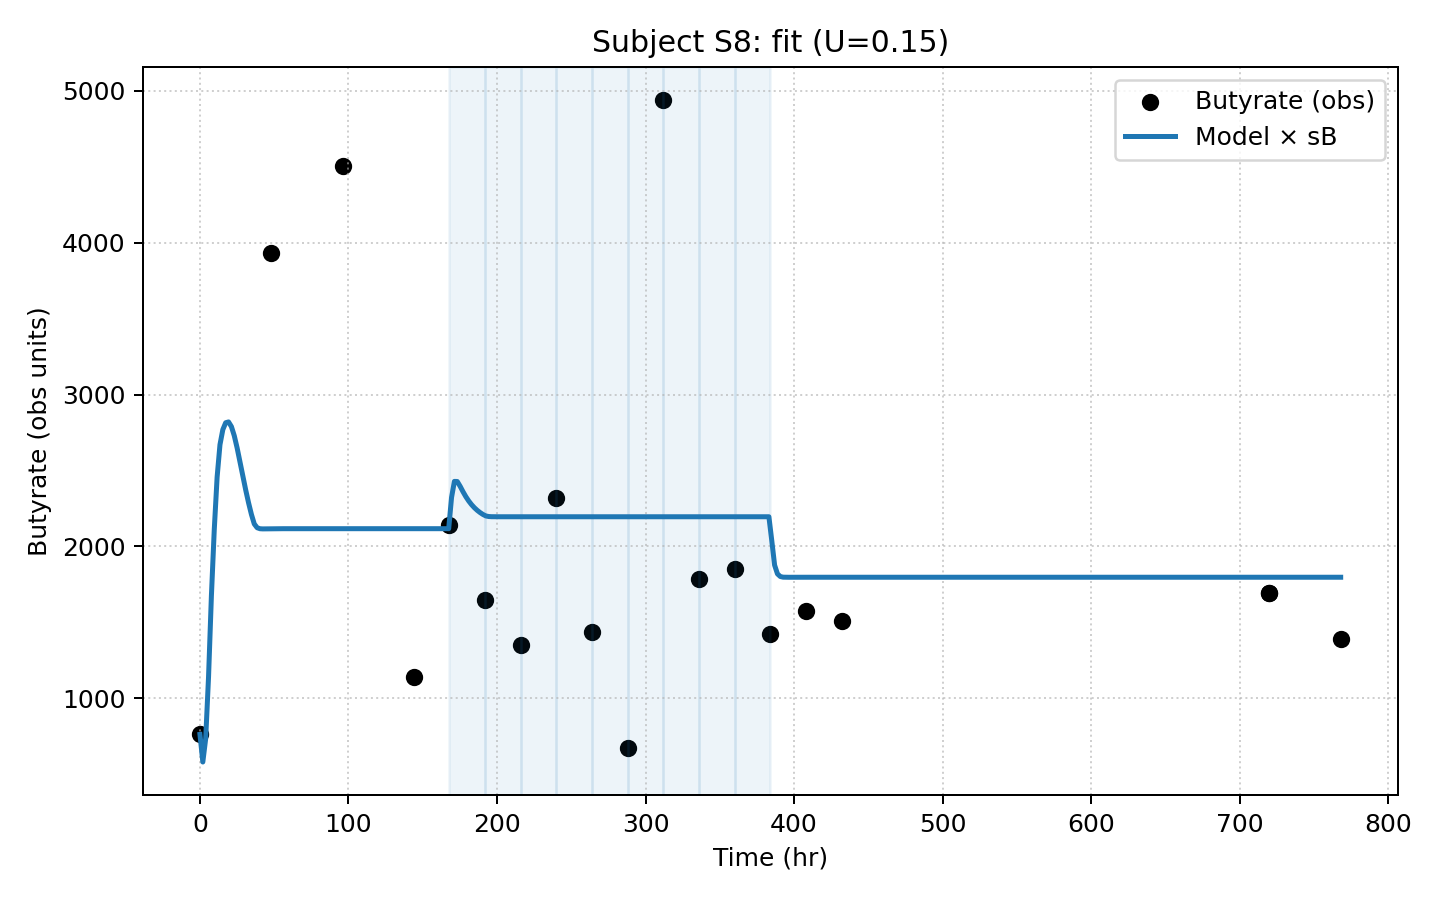 Subject S8: fit (U=0.15)
Butyrate (obs)
Model × sB
Butyrate (obs units)
5000
4000
3000
2000
1000
0 100 200 300 400 500 600 700 800
Time (hr)